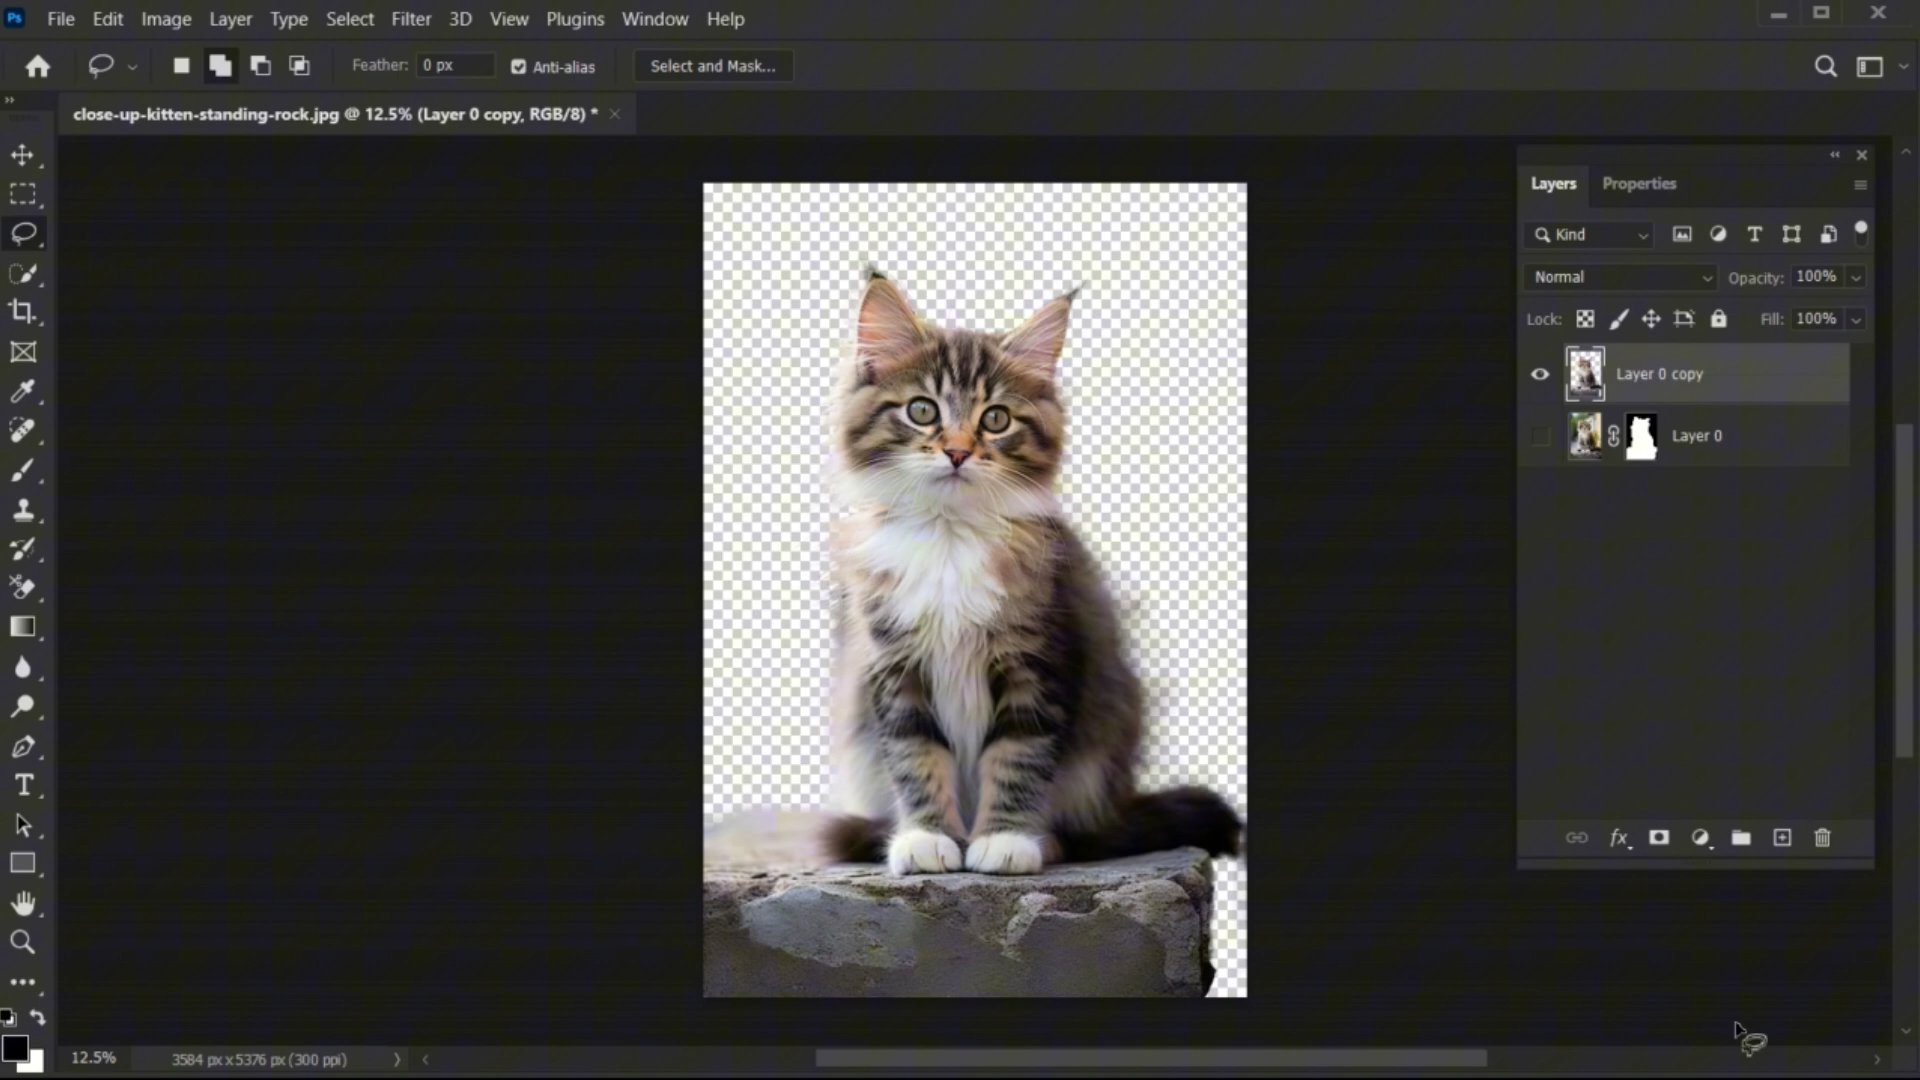 Ps File Edit Image Layer Type Select Filter 3D View Plugins Window Help
Feather: 0 px Anti-alias Select and Mask...
close-up-kitten-standing-rock.jpg @ 12.5% (Layer 0 copy, RGB/8) *
Layers Properties
Kind
Normal Opacity: 100%
Lock: Fill: 100%
Layer 0 copy
Layer 0
fx
12.5% 3584 px x 5376 px (300 ppi)